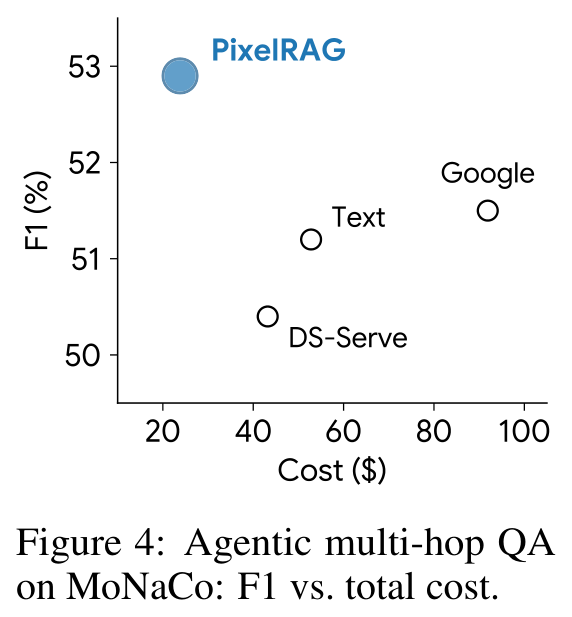 PixelRAG
Google
Text
DS-Serve
F1 (%)
53
52
51
50
20 40 60 80 100
Cost ($)
Figure 4: Agentic multi-hop QA
on MoNaCo: F1 vs. total cost.